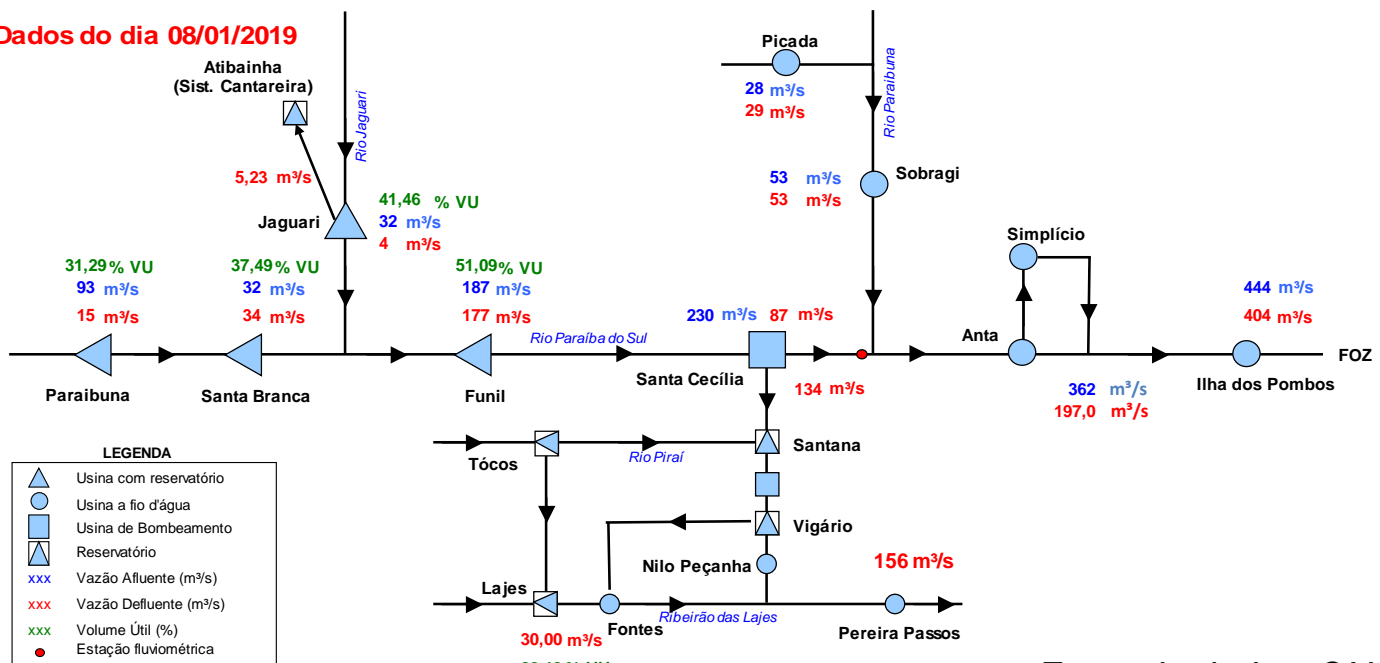 Dados do dia 08/01/2019
Atibainha
(Sist. Cantareira)
Rio Jaguari
5,23 m³/s
Jaguari
41,46 % VU
32 m³/s
4 m³/s
Picada
28 m³/s
29 m³/s
Rio Paraibuna
53 m³/s
53 m³/s
Sobragi
Simplício
31,29 % VU
93 m³/s
15 m³/s
Paraibuna
37,49 % VU
32 m³/s
34 m³/s
Santa Branca
51,09 % VU
187 m³/s
177 m³/s
Funil
Rio Paraíba do Sul
230 m³/s 87 m³/s
Santa Cecília
134 m³/s
Anta
362 m³/s
197,0 m³/s
444 m³/s
404 m³/s
Ilha dos Pombos
FOZ
Tócos
Rio Piraí
Santana
Vigário
Nilo Peçanha
156 m³/s
Lajes
30,00 m³/s
Fontes
Ribeirão das Lajes
Pereira Passos
LEGENDA
Usina com reservatório
Usina a fio d'água
Usina de Bombeamento
Reservatório
xxx Vazão Afluente (m³/s)
xxx Vazão Defluente (m³/s)
xxx Volume Útil (%)
Estação fluviométrica